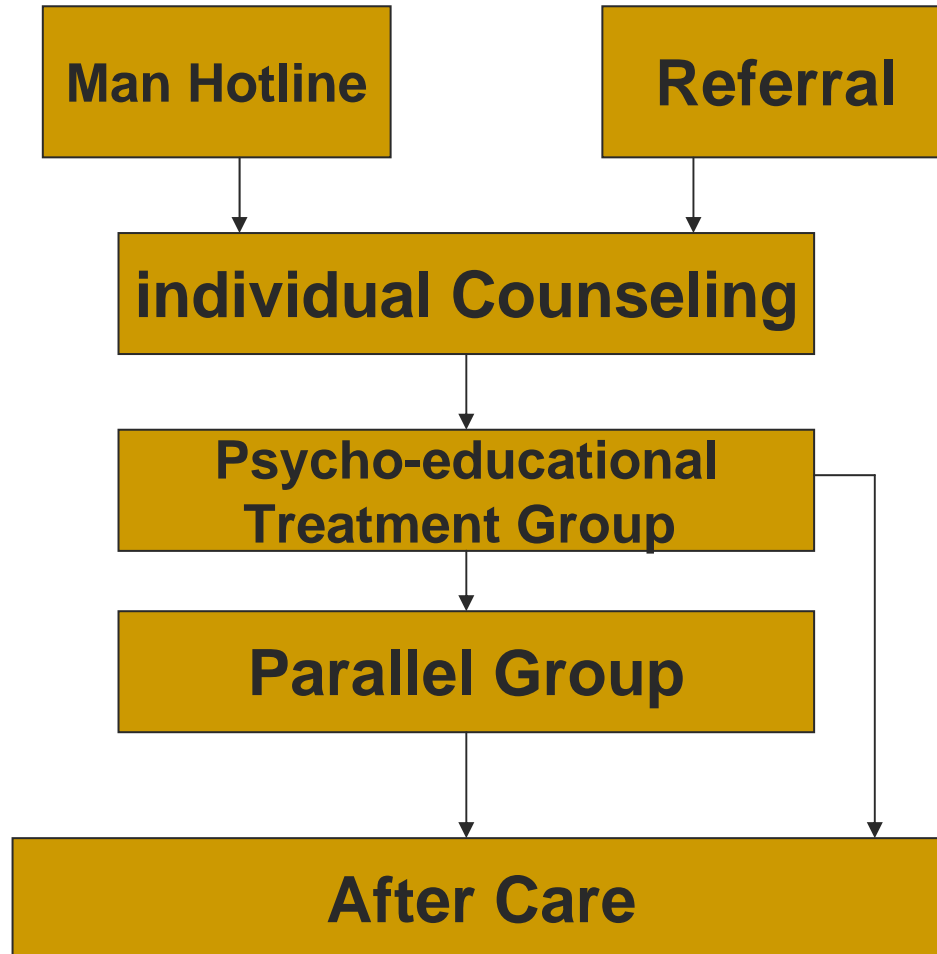 Man Hotline
Referral
individual Counseling
Psycho-educational
Treatment Group
Parallel Group
After Care